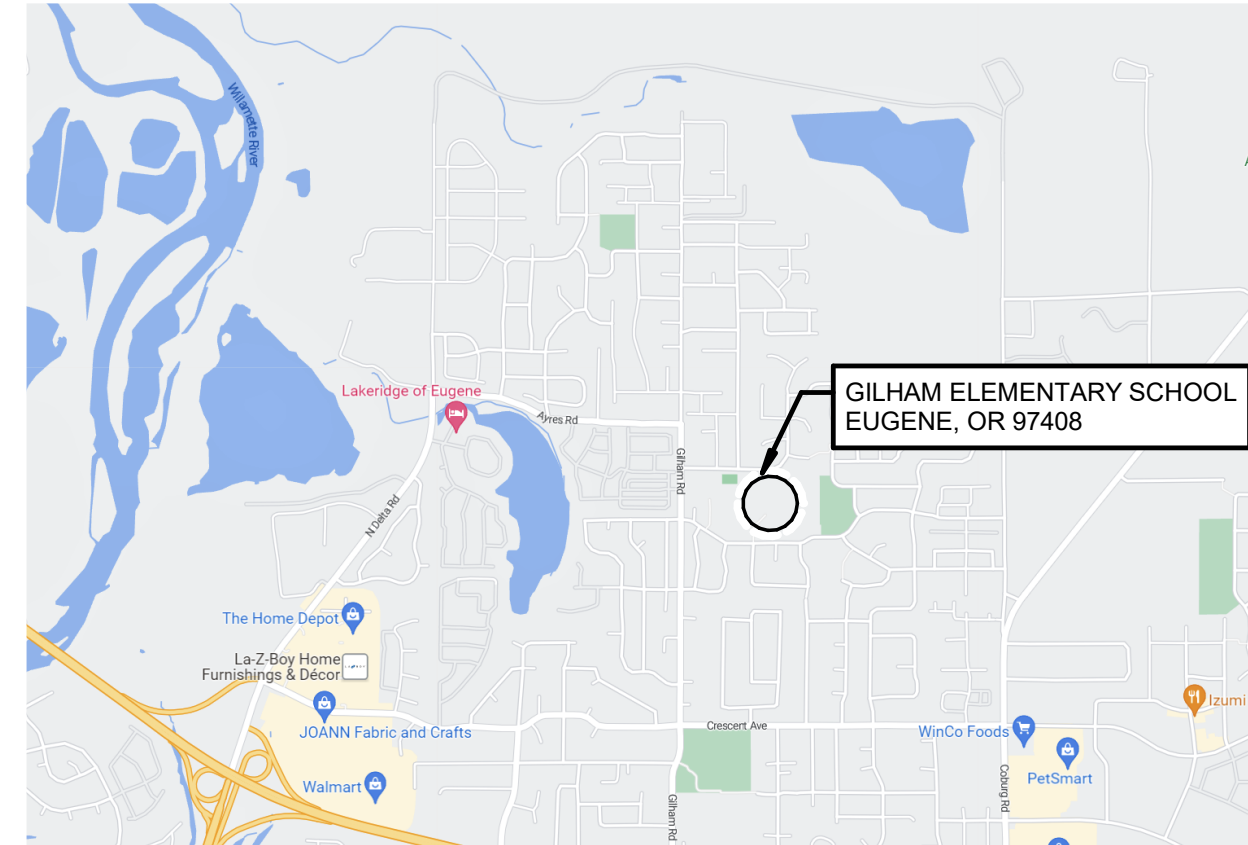 Willamette River
A
Lakeridge of Eugene
Ayres Rd
GILHAM ELEMENTARY SCHOOL
EUGENE, OR 97408
Gilham Rd
N Delta Rd
The Home Depot
La-Z-Boy Home
Furnishings & Décor
JOANN Fabric and Crafts
Crescent Ave
WinCo Foods
Izumi
Walmart
PetSmart
Gilham Rd
Coburg Rd